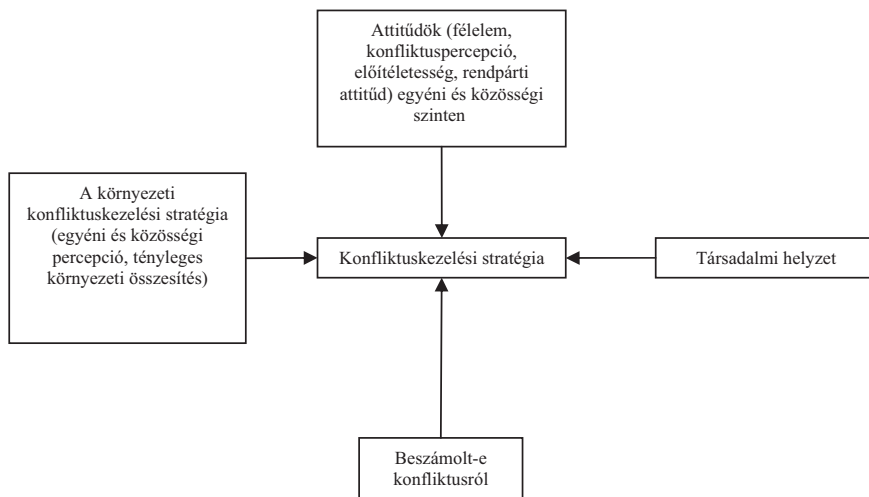 Attitűdök (félelem,
konfliktuspercepció,
előítéletesség, rendpárti
attitűd) egyéni és közösségi
szinten
A környezeti
konfliktuskezelési stratégia
(egyéni és közösségi
percepció, tényleges
környezeti összesítés)
Konfliktuskezelési stratégia
Társadalmi helyzet
Beszámolt-e
konfliktusról